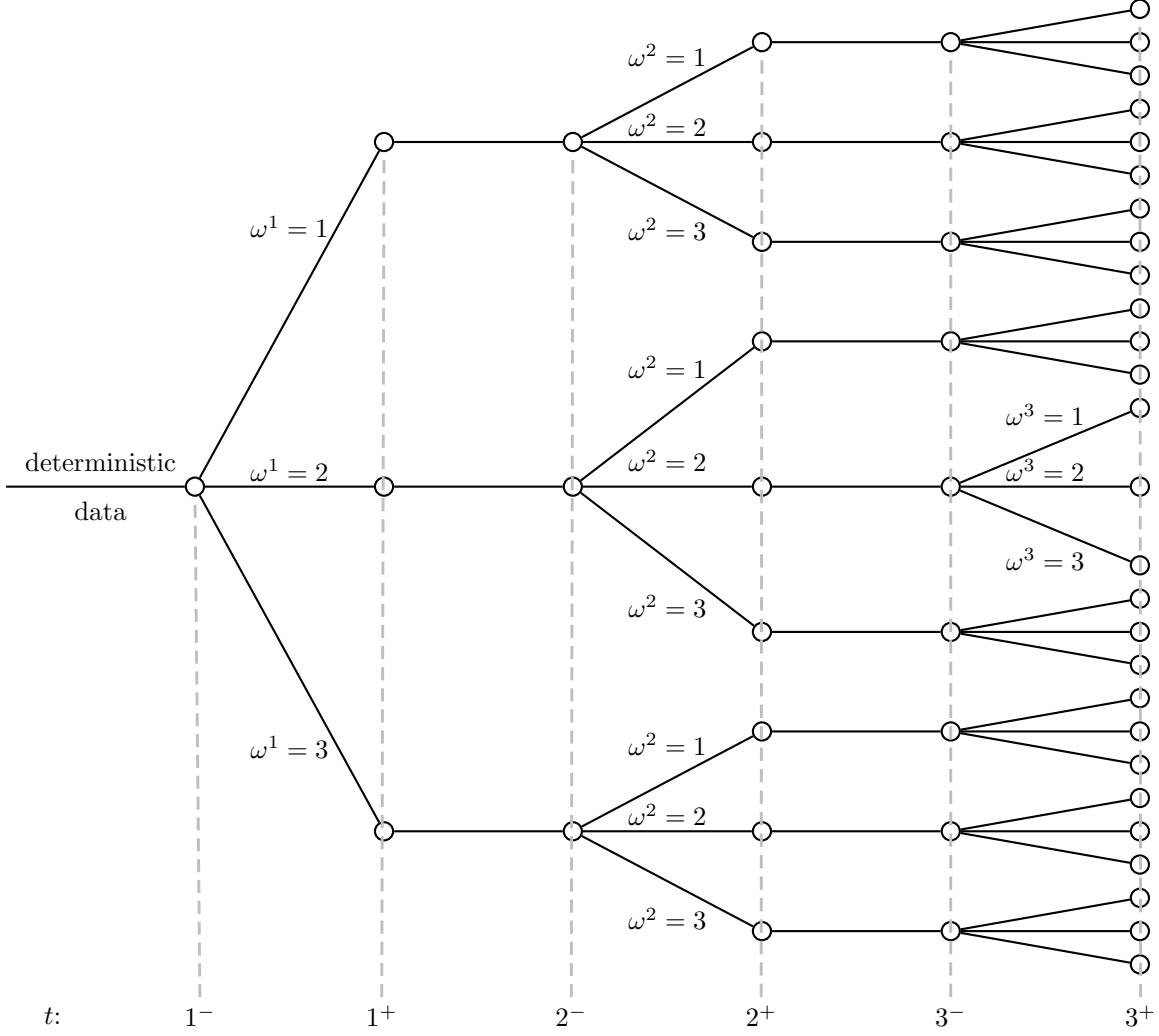 ω² = 1
ω² = 2
ω¹ = 1
ω² = 3
ω² = 1
ω³ = 1
deterministic
ω¹ = 2
ω² = 2
ω³ = 2
data
ω³ = 3
ω² = 3
ω¹ = 3
ω² = 1
ω² = 2
ω² = 3
t: 1⁻ 1⁺ 2⁻ 2⁺ 3⁻ 3⁺